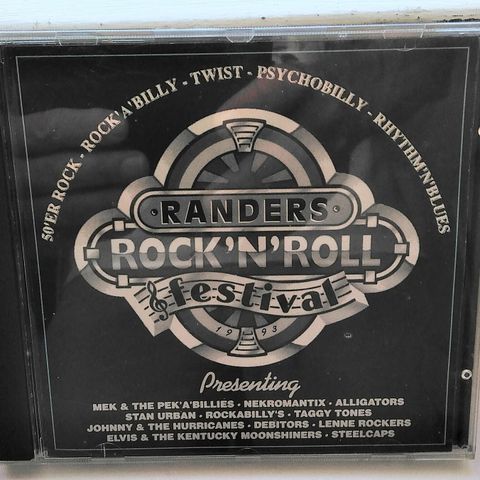 50'ER ROCK - ROCK'A'BILLY - TWIST - PSYCHOBILLY - RHYTHM'N'BLUES
· RANDERS ·
ROCK'N'ROLL
festival
1993
Presenting
MEK & THE PEK'A'BILLIES · NEKROMANTIX · ALLIGATORS
STAN URBAN · ROCKABILLY'S · TAGGY TONES
JOHNNY & THE HURRICANES · DEBITORS · LENNE ROCKERS
ELVIS & THE KENTUCKY MOONSHINERS · STEELCAPS